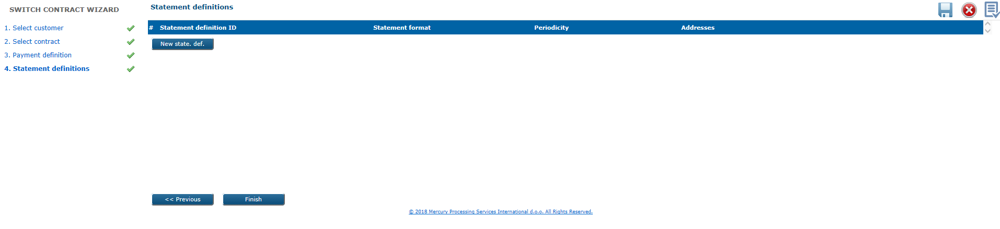 SWITCH CONTRACT WIZARD
1. Select customer
2. Select contract
3. Payment definition
4. Statement definitions
Statement definitions
# Statement definition ID Statement format Periodicity Addresses
New state. def.
<< Previous Finish
© 2018 Mercury Processing Services International d.o.o. All Rights Reserved.